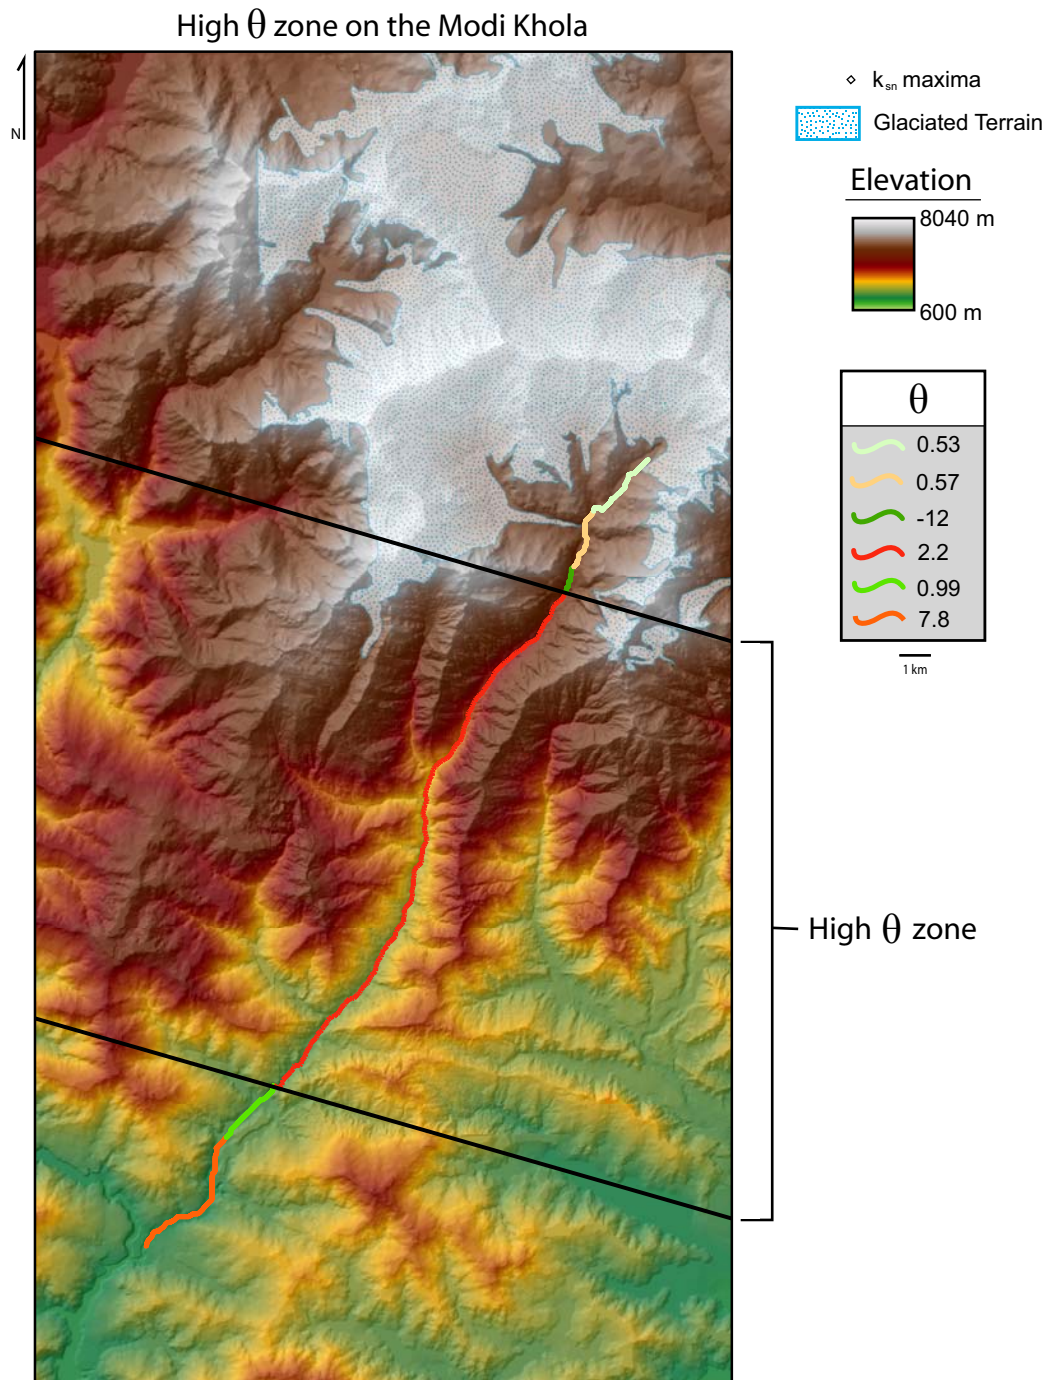 High θ zone on the Modi Khola
N
ksn maxima
Glaciated Terrain
Elevation
8040 m
600 m
θ
0.53
0.57
-12
2.2
0.99
7.8
1 km
High θ zone